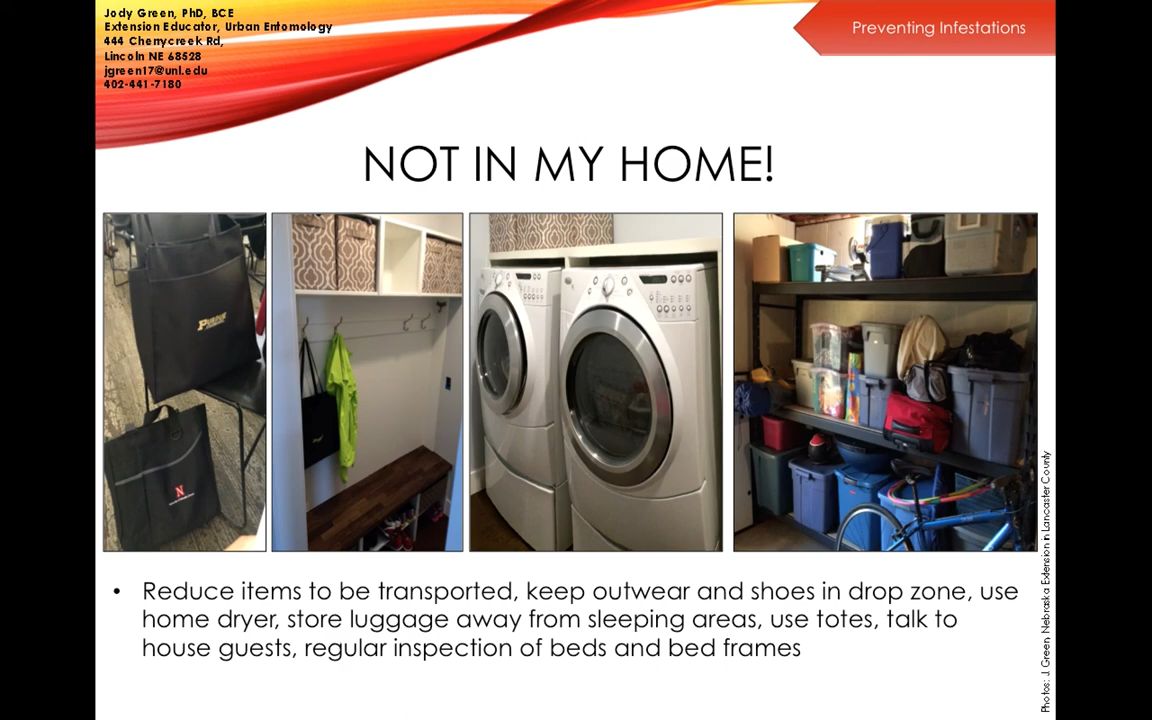 Jody Green, PhD, BCE
Extension Educator, Urban Entomology
444 Cherrycreek Rd,
Lincoln NE 68528
jgreen17@unl.edu
402-441-7180
Preventing Infestations
NOT IN MY HOME!
PURDUE
N
• Reduce items to be transported, keep outwear and shoes in drop zone, use
home dryer, store luggage away from sleeping areas, use totes, talk to
house guests, regular inspection of beds and bed frames
Photos: J. Green, Nebraska Extension in Lancaster County